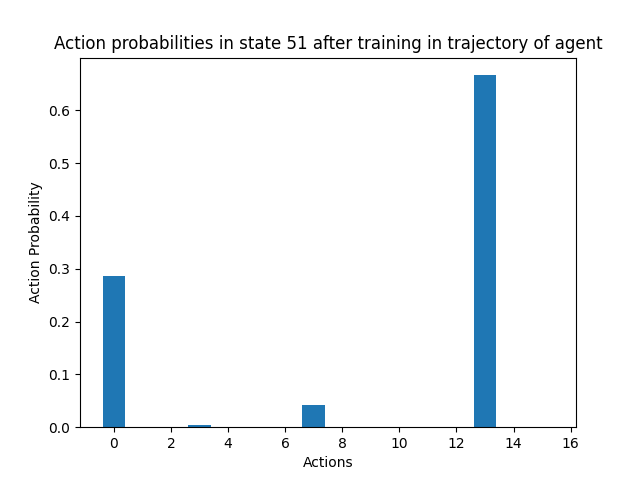 Action probabilities in state 51 after training in trajectory of agent
Action Probability
0.6
0.5
0.4
0.3
0.2
0.1
0.0
0 2 4 6 8 10 12 14 16
Actions